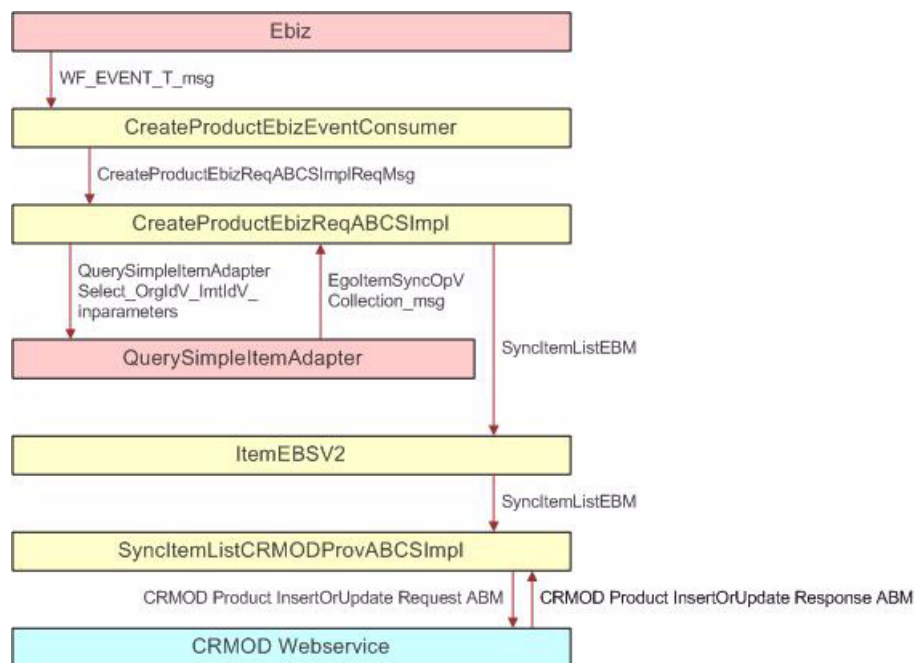 Ebiz
WF_EVENT_T_msg
CreateProductEbizEventConsumer
CreateProductEbizReqABCSImplReqMsg
CreateProductEbizReqABCSImpl
QuerySimpleItemAdapter
Select_OrgIdV_ImtIdV_
inparameters
EgoItemSyncOpV
Collection_msg
SyncItemListEBM
QuerySimpleItemAdapter
ItemEBSV2
SyncItemListEBM
SyncItemListCRMODProvABCSImpl
CRMOD Product InsertOrUpdate Request ABM
CRMOD Product InsertOrUpdate Response ABM
CRMOD Webservice